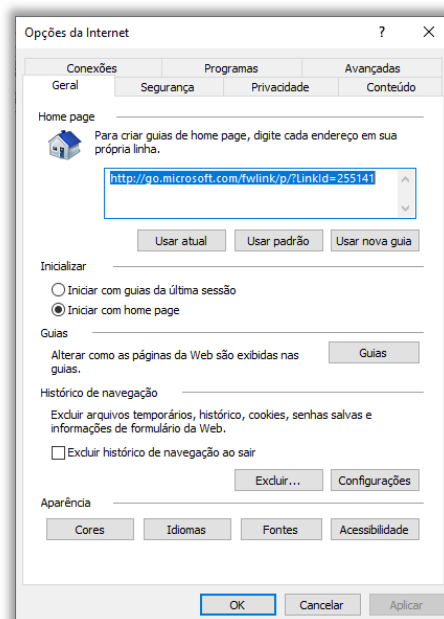 Opções da Internet
?
Conexões Programas Avançadas
Geral Segurança Privacidade Conteúdo
Home page
Para criar guias de home page, digite cada endereço em sua
própria linha.
http://go.microsoft.com/fwlink/p/?LinkId=255141
Usar atual Usar padrão Usar nova guia
Inicializar
Iniciar com guias da última sessão
Iniciar com home page
Guias
Alterar como as páginas da Web são exibidas nas
guias.
Guias
Histórico de navegação
Excluir arquivos temporários, histórico, cookies, senhas salvas e
informações de formulário da Web.
Excluir histórico de navegação ao sair
Excluir... Configurações
Aparência
Cores Idiomas Fontes Acessibilidade
OK Cancelar Aplicar